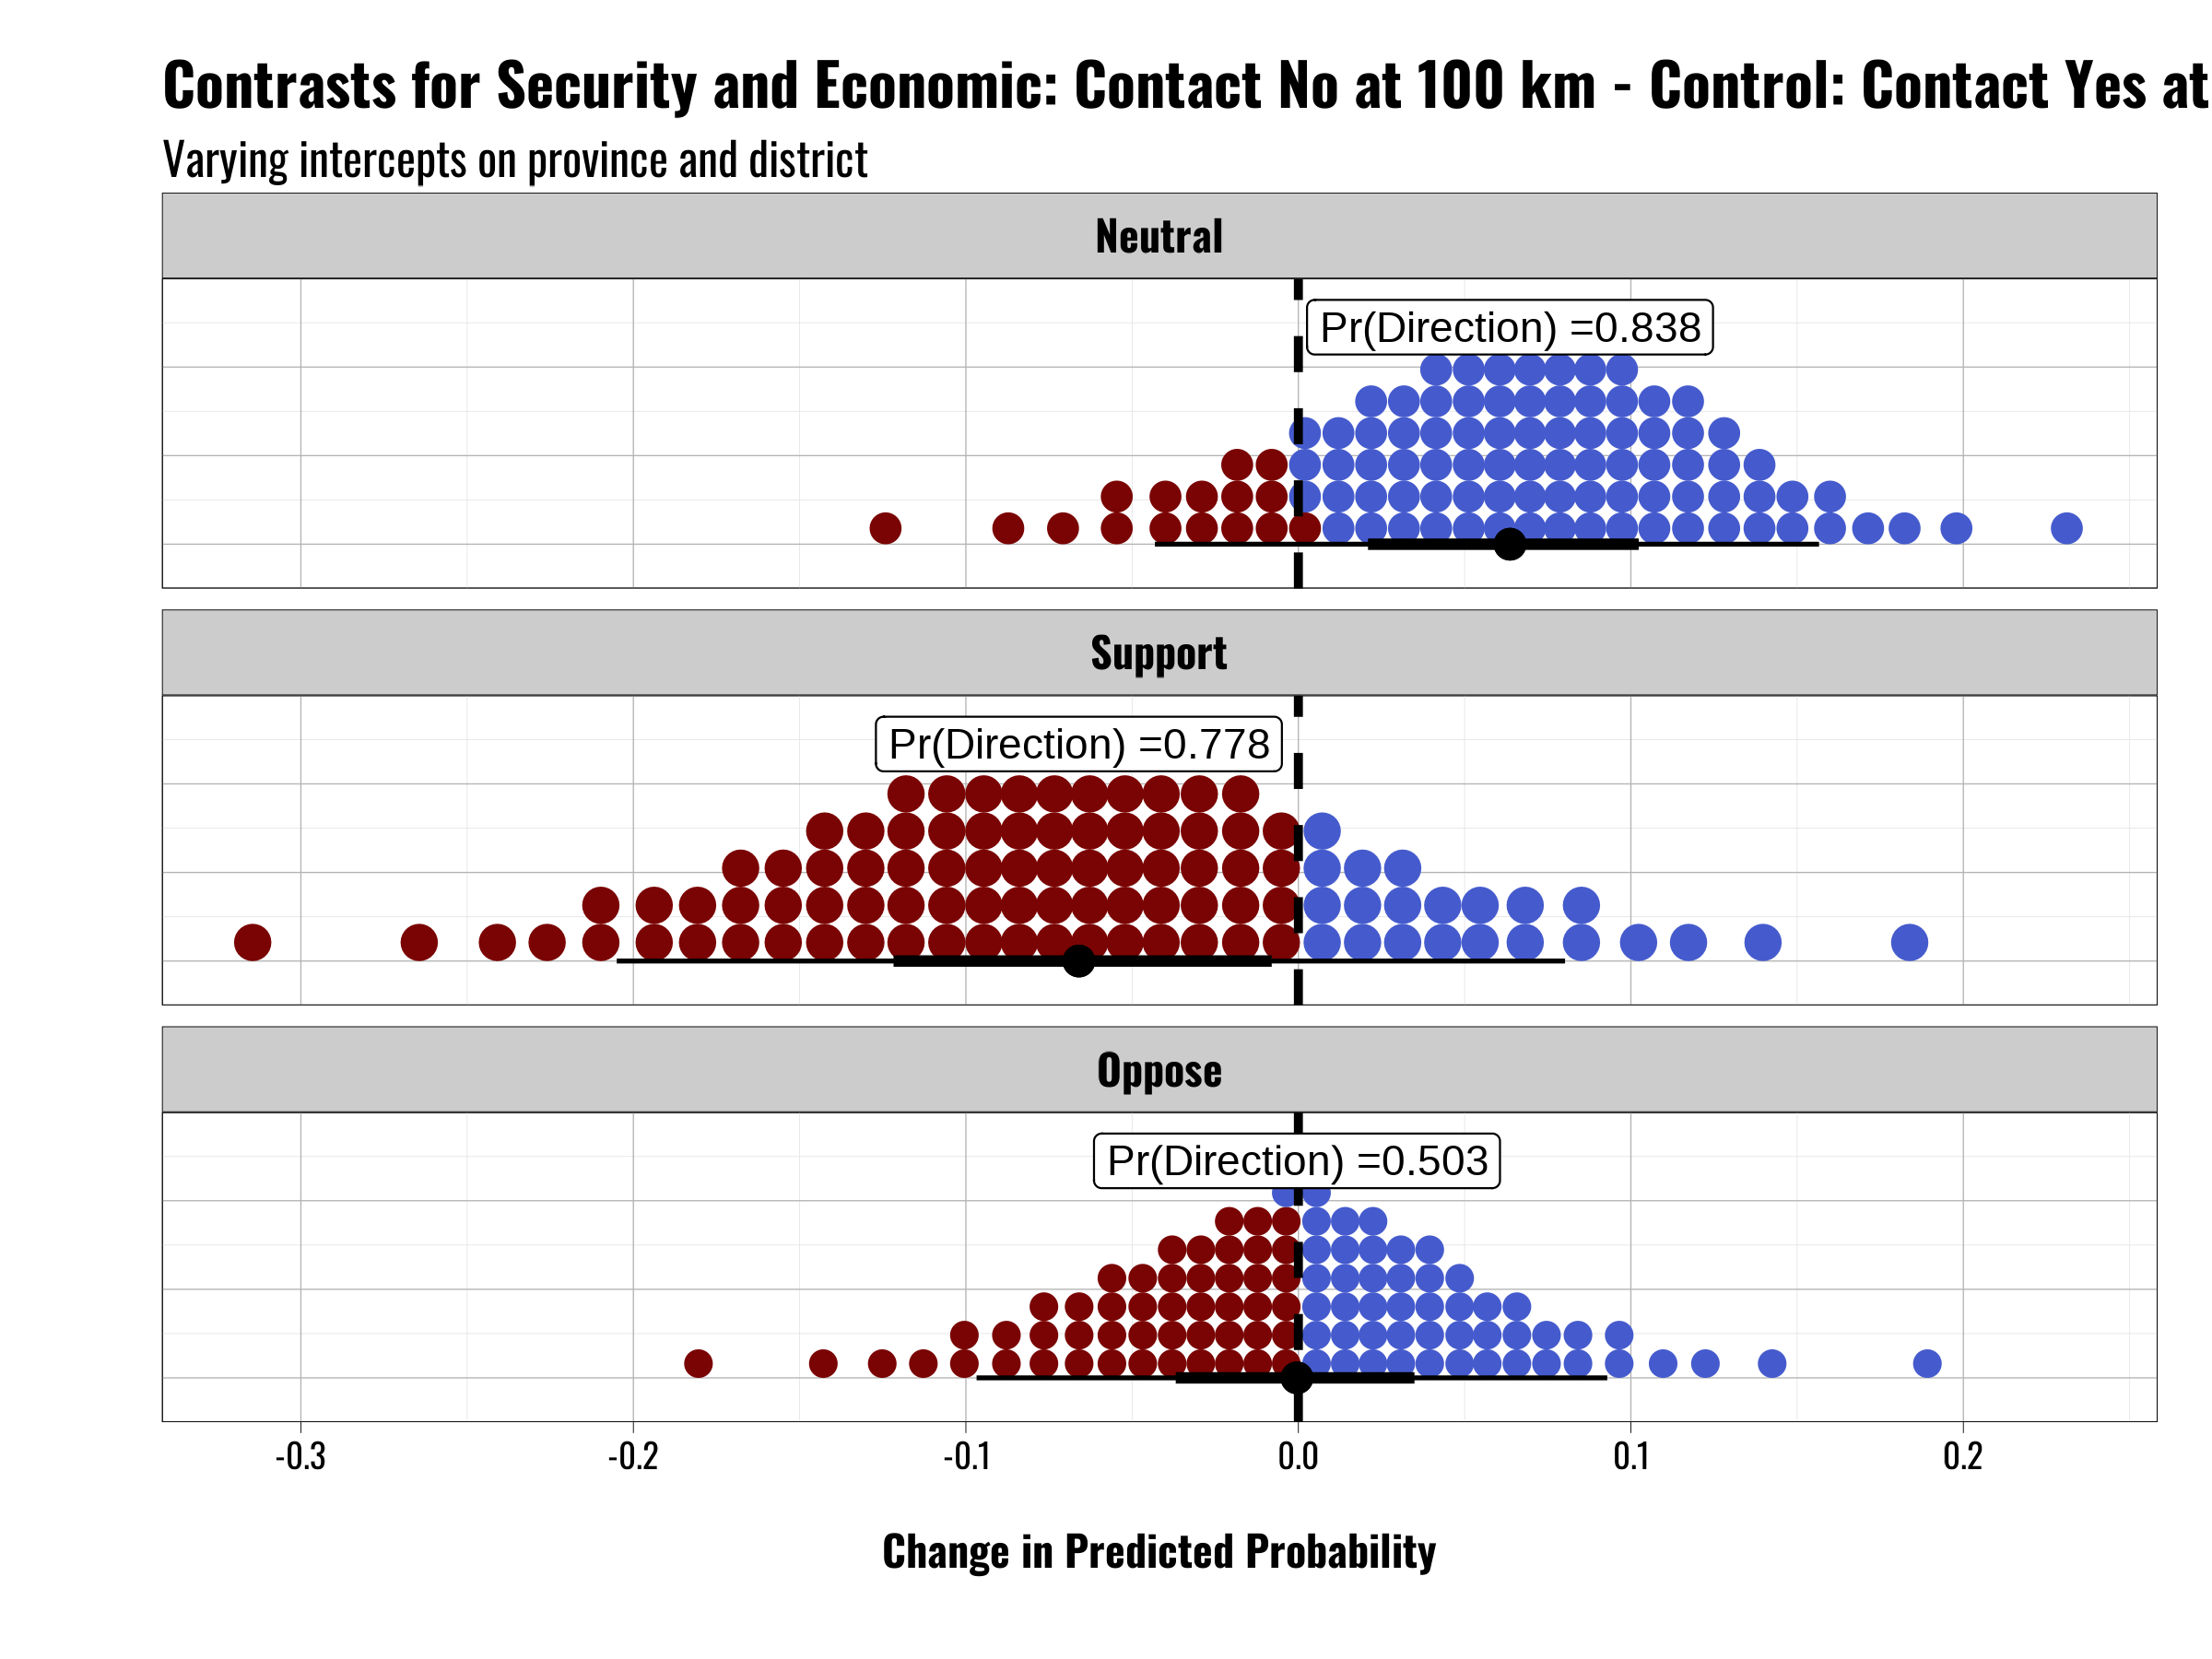 Contrasts for Security and Economic: Contact No at 100 km - Control: Contact Yes at
Varying intercepts on province and district
Neutral
Pr(Direction) =0.838
Support
Pr(Direction) =0.778
Oppose
Pr(Direction) =0.503
-0.3 -0.2 -0.1 0.0 0.1 0.2
Change in Predicted Probability